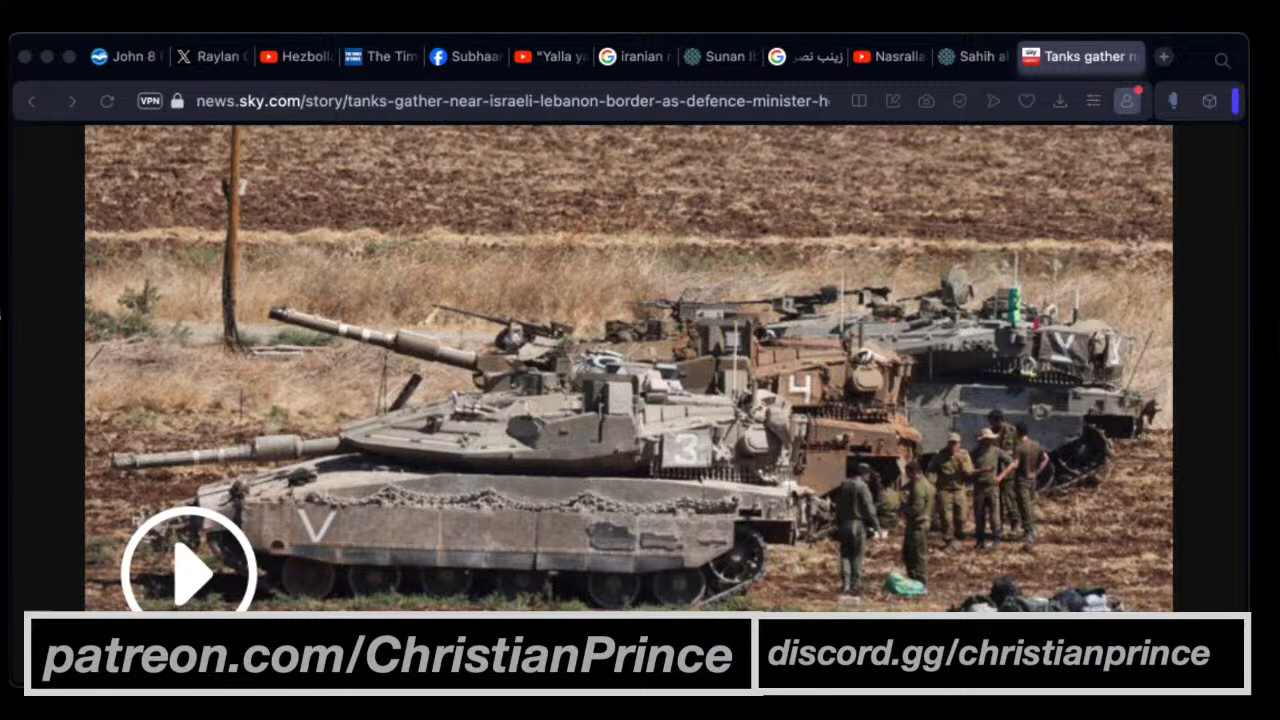 John 8
Raylan
Hezboll
The Tim
Subhaa
"Yalla y
iranian
Sunan I
زينب نصر
Nasralla
Sahih al
sky
Tanks gather n
VPN
news.sky.com/story/tanks-gather-near-israeli-lebanon-border-as-defence-minister-h
4
3
V
patreon.com/ChristianPrince
discord.gg/christianprince